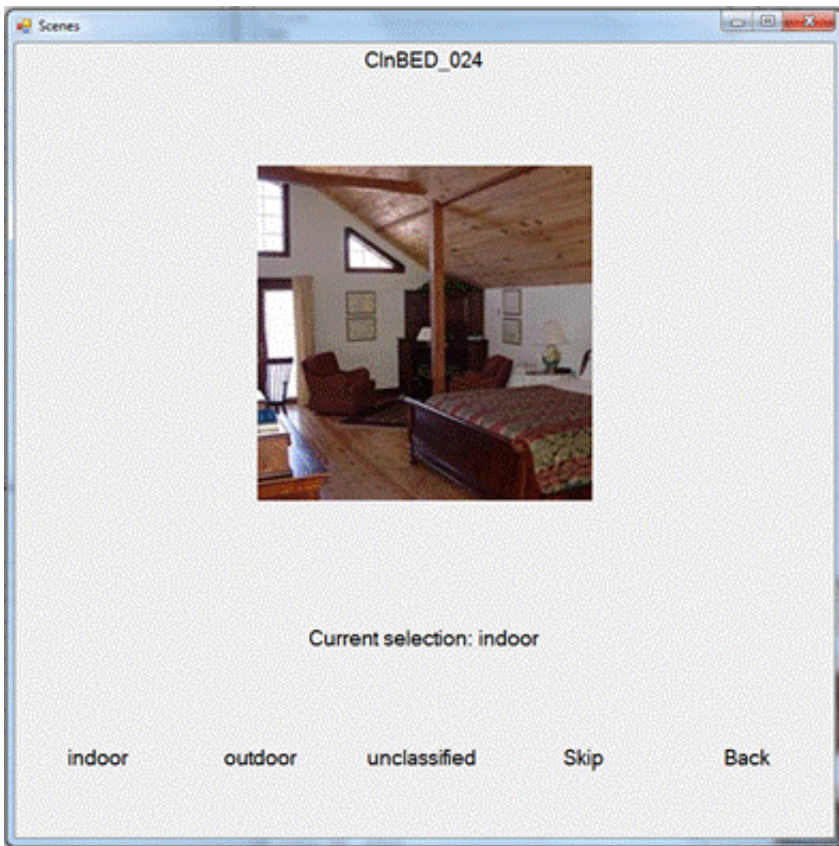 Scenes
ClnBED_024
Current selection: indoor
indoor outdoor unclassified Skip Back